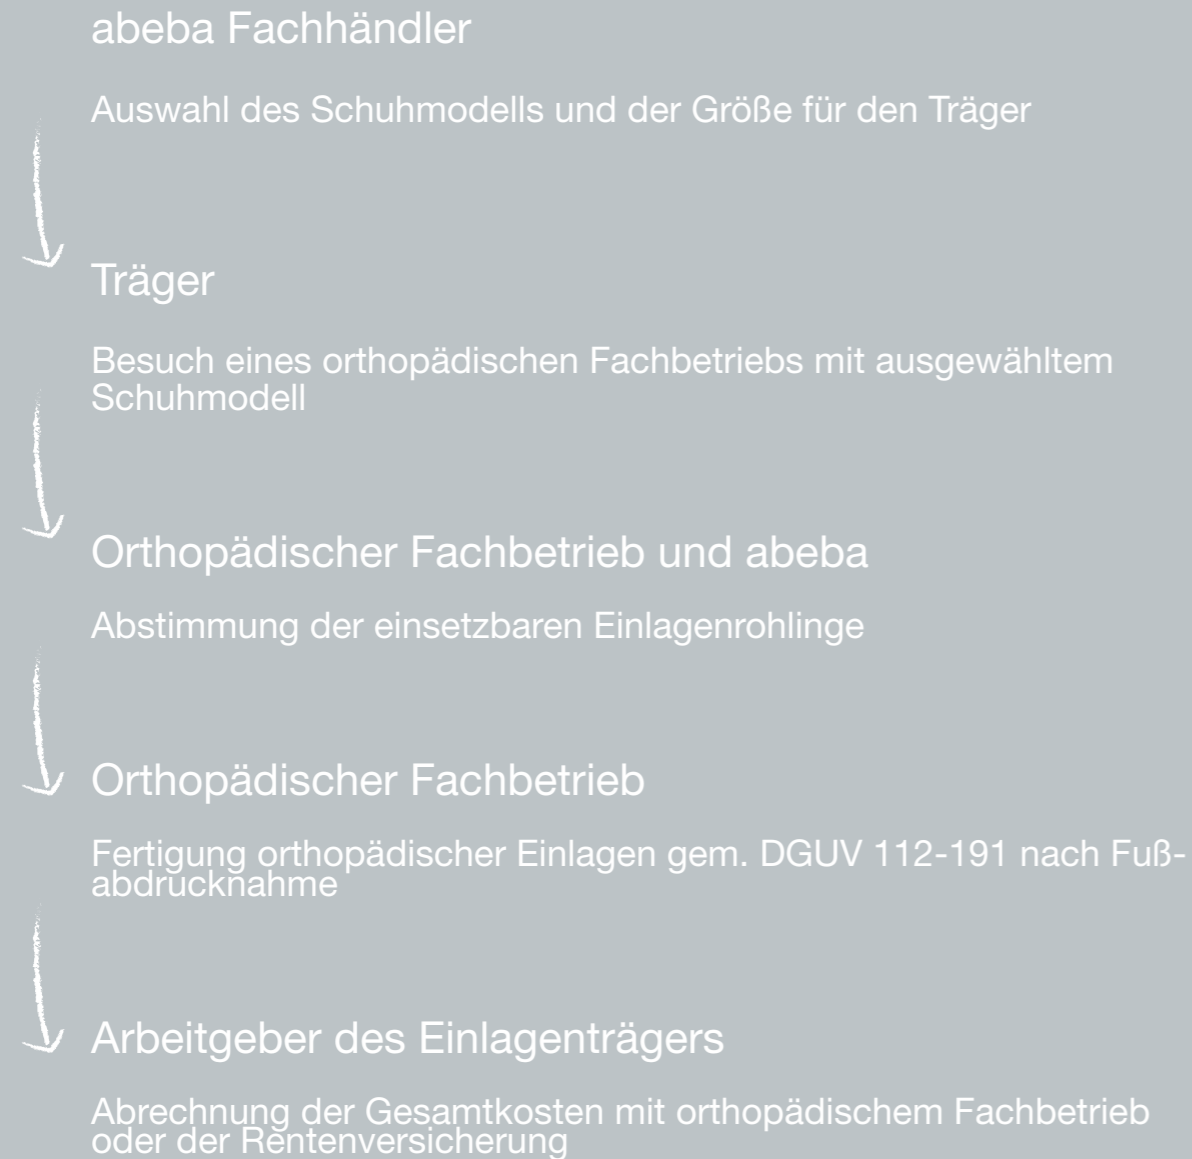 abeba Fachhändler
Auswahl des Schuhmodells und der Größe für den Träger
Träger
Besuch eines orthopädischen Fachbetriebs mit ausgewähltem
Schuhmodell
Orthopädischer Fachbetrieb und abeba
Abstimmung der einsetzbaren Einlagenrohlinge
Orthopädischer Fachbetrieb
Fertigung orthopädischer Einlagen gem. DGUV 112-191 nach Fuß-
abdrucknahme
Arbeitgeber des Einlagenträgers
Abrechnung der Gesamtkosten mit orthopädischem Fachbetrieb
oder der Rentenversicherung